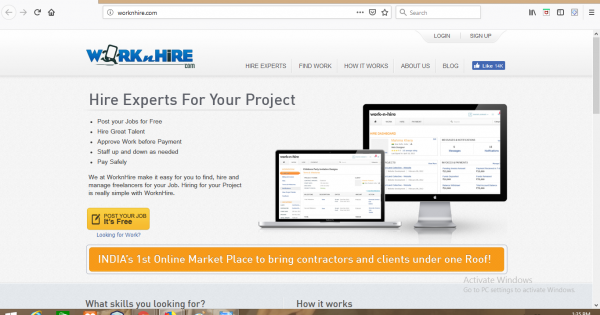 worknhire.com
Search
LOGIN SIGN UP
WORKNHIRE
com
HIRE EXPERTS FIND WORK HOW IT WORKS ABOUT US BLOG Like 14K
Hire Experts For Your Project
Post your Jobs for Free
Hire Great Talent
Approve Work before Payment
Staff up and down as needed
Pay Safely
We at WorknHire make it easy for you to find, hire and
manage freelancers for your Job. Hiring for your Project
is really simple with WorknHire.
work-n-hire
work-n-hire
POST YOUR JOB
It's Free
Looking for Work?
INDIA's 1st Online Market Place to bring contractors and clients under one Roof!
Activate Windows
Go to PC settings to activate Windows.
What skills you looking for? How it works
1:35 PM